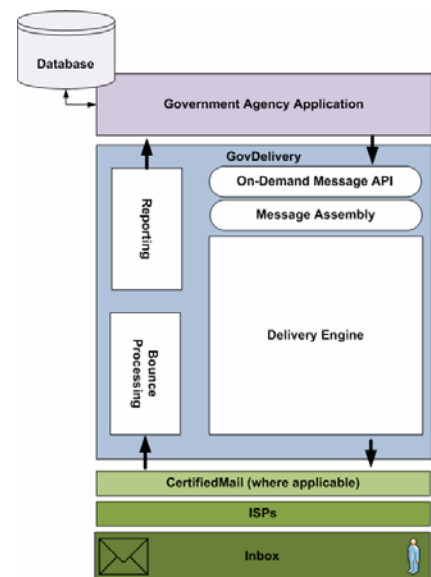 Database
Government Agency Application
GovDelivery
On-Demand Message API
Message Assembly
Reporting
Delivery Engine
Bounce
Processing
CertifiedMail (where applicable)
ISPs
Inbox